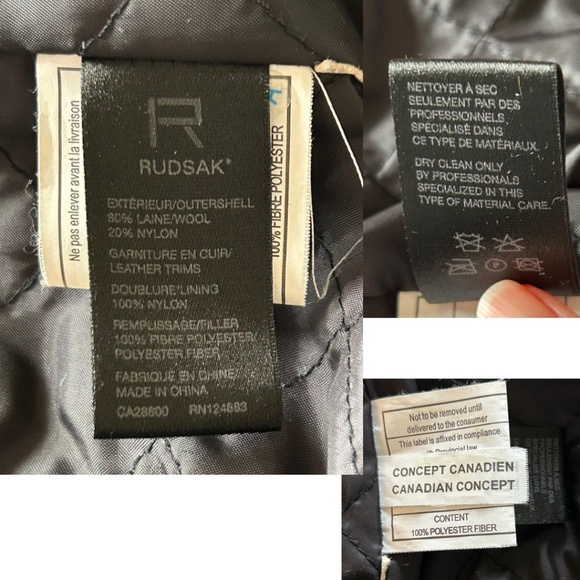 Ne pas enlever avant la livraison
R
RUDSAK®
EXTÉRIEUR/OUTERSHELL
80% LAINE/WOOL
20% NYLON
GARNITURE EN CUIR/
LEATHER TRIMS
DOUBLURE/LINING
100% NYLON
REMPLISSAGE/FILLER
100% FIBRE POLYESTER/
POLYESTER FIBER
FABRIQUÉ EN CHINE/
MADE IN CHINA
CA28600 RN124693
100% FIBRE POLYESTER
NETTOYER À SEC
SEULEMENT PAR DES
PROFESSIONNELS
SPÉCIALISÉ DANS
CE TYPE DE MATÉRIAUX.
DRY CLEAN ONLY
BY PROFESSIONALS
SPECIALIZED IN THIS
TYPE OF MATERIAL CARE.
P
Not to be removed until
delivered to the consumer
This label is affixed in compliance
with Provincial law
CONCEPT CANADIEN
CANADIAN CONCEPT
CONTENT
100% POLYESTER FIBER